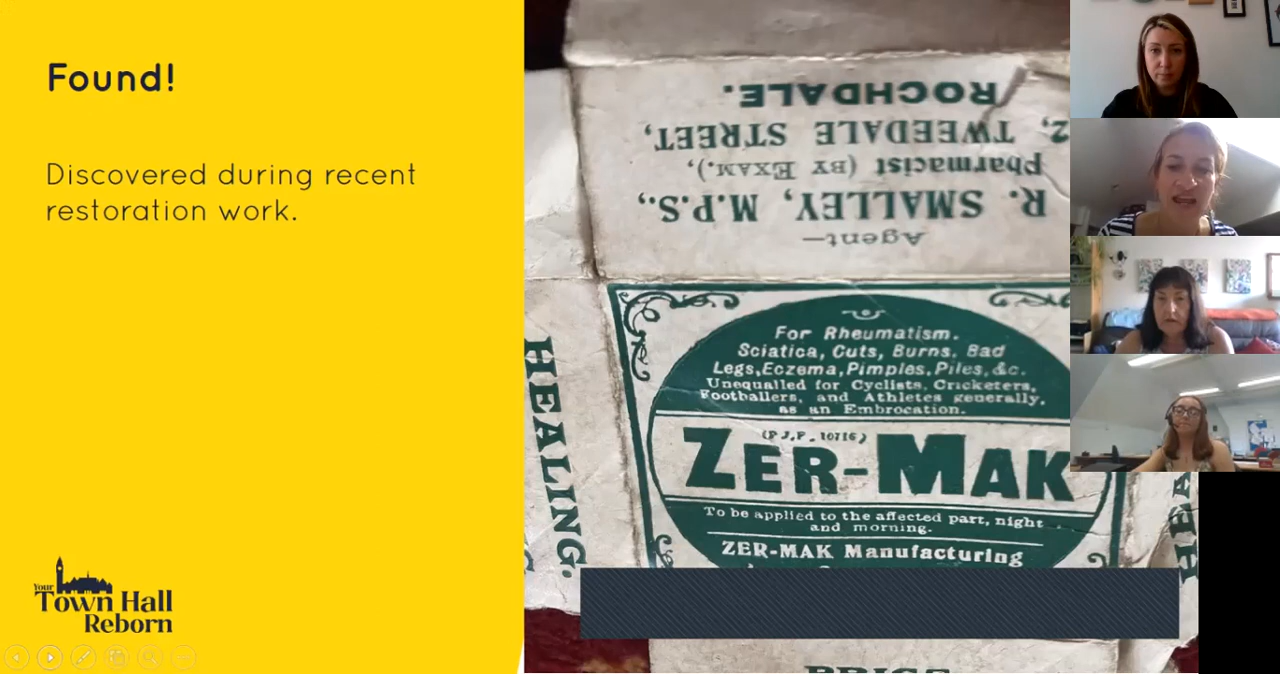 Found!
Discovered during recent
restoration work.
Your
Town Hall
Reborn
ROCHDALE.
2, TWEEDALE STREET,
Pharmacist (BY EXAM.),
R. SMALLEY, M.P.S.,
Agent—
HEALING.
For Rheumatism.
Sciatica, Cuts, Burns, Bad
Legs, Eczema, Pimples, Piles, &c.
Unequalled for Cyclists, Cricketers,
Footballers, and Athletes generally,
as an Embrocation.
(P.J.F. 10716)
ZER-MAK
To be applied to the affected part, night
and morning.
ZER-MAK Manufacturing
HEA
PRICE